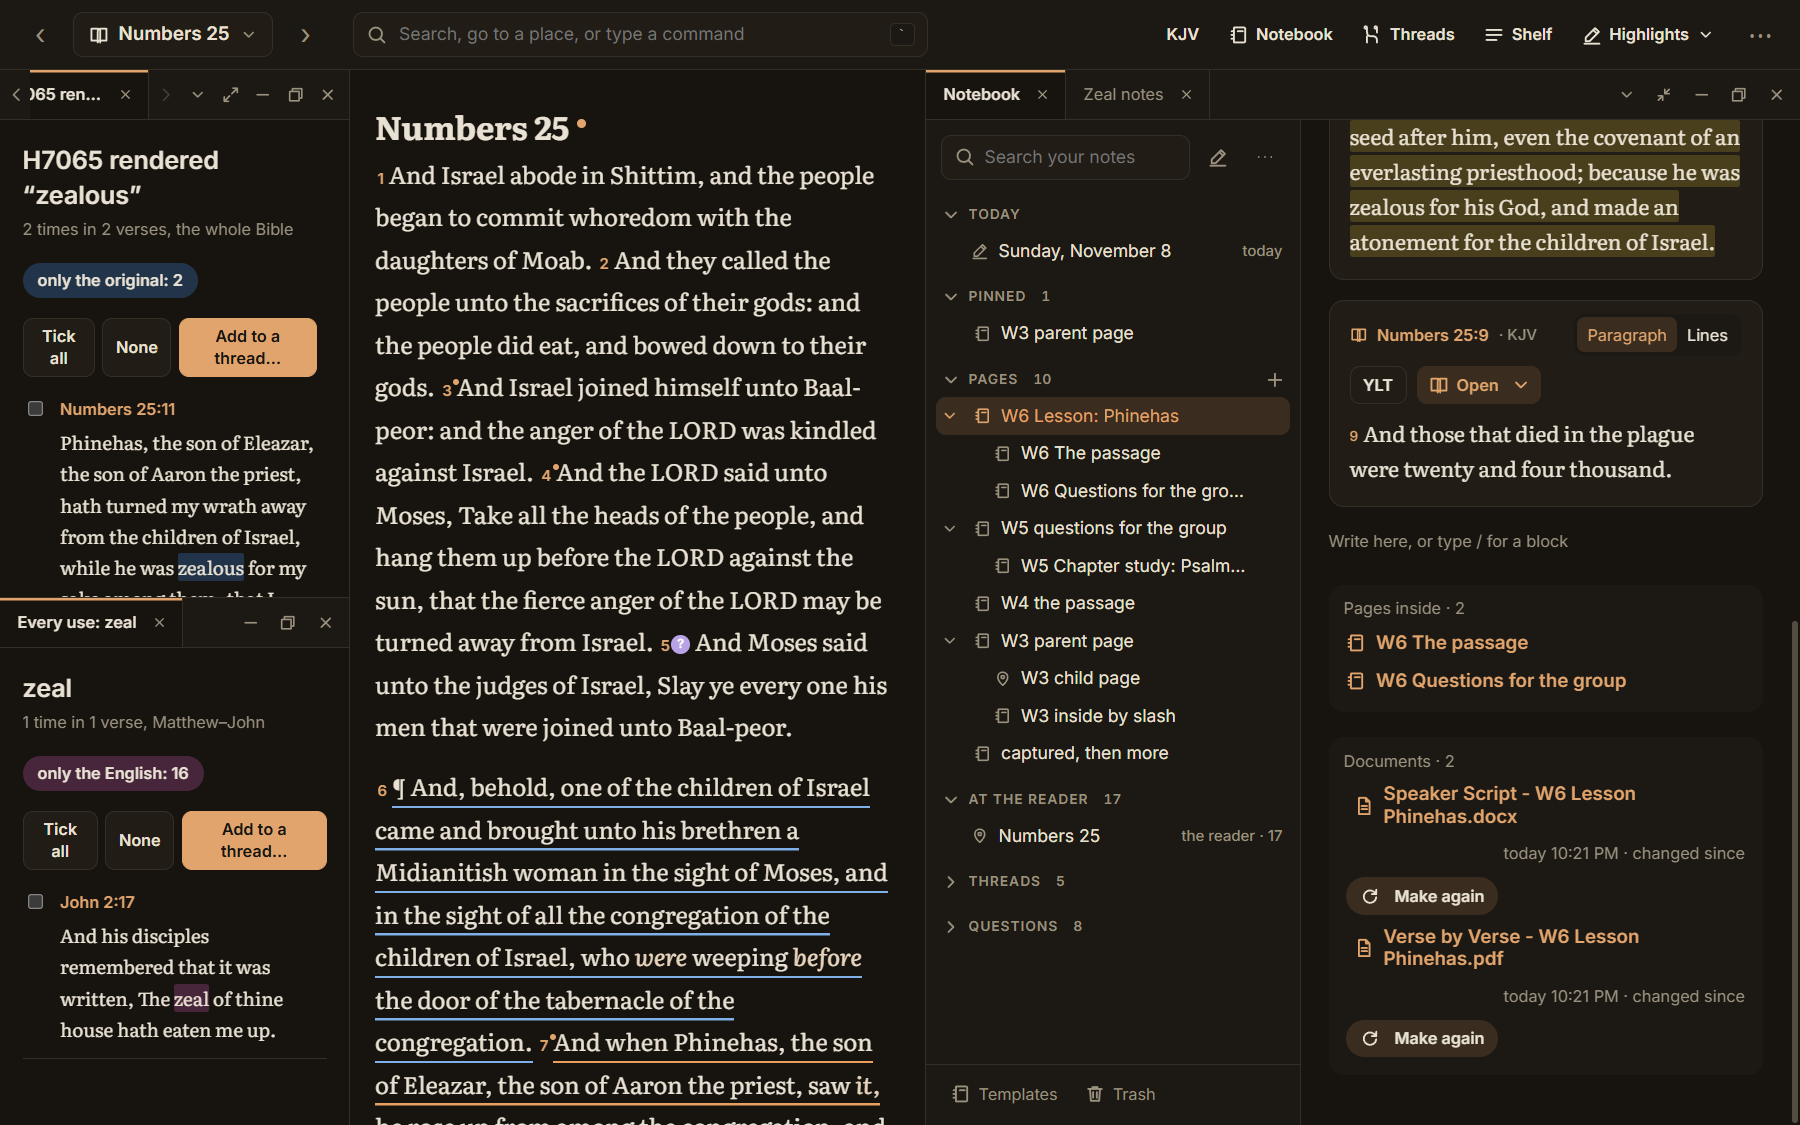 Numbers 25
Search, go to a place, or type a command
`
KJV
Notebook
Threads
Shelf
Highlights
065 ren...
H7065 rendered
“zealous”
2 times in 2 verses, the whole Bible
only the original: 2
Tick all
None
Add to a thread...
Numbers 25:11
Phinehas, the son of Eleazar,
the son of Aaron the priest,
hath turned my wrath away
from the children of Israel,
while he was zealous for my
Every use: zeal
zeal
1 time in 1 verse, Matthew–John
only the English: 16
Tick all
None
Add to a thread...
John 2:17
And his disciples
remembered that it was
written, The zeal of thine
house hath eaten me up.
Numbers 25
1 And Israel abode in Shittim, and the people
began to commit whoredom with the
daughters of Moab. 2 And they called the
people unto the sacrifices of their gods: and
the people did eat, and bowed down to their
gods. 3 And Israel joined himself unto Baal-
peor: and the anger of the LORD was kindled
against Israel. 4 And the LORD said unto
Moses, Take all the heads of the people, and
hang them up before the LORD against the
sun, that the fierce anger of the LORD may be
turned away from Israel. 5 ? And Moses said
unto the judges of Israel, Slay ye every one his
men that were joined unto Baal-peor.
6 ¶ And, behold, one of the children of Israel
came and brought unto his brethren a
Midianitish woman in the sight of Moses, and
in the sight of all the congregation of the
children of Israel, who were weeping before
the door of the tabernacle of the
congregation. 7 And when Phinehas, the son
of Eleazar, the son of Aaron the priest, saw it,
he rose up from among the congregation, and
Notebook
Zeal notes
Search your notes
TODAY
Sunday, November 8 today
PINNED 1
W3 parent page
PAGES 10
W6 Lesson: Phinehas
W6 The passage
W6 Questions for the gro...
W5 questions for the group
W5 Chapter study: Psalm...
W4 the passage
W3 parent page
W3 child page
W3 inside by slash
captured, then more
AT THE READER 17
Numbers 25 the reader · 17
THREADS 5
QUESTIONS 8
Templates
Trash
seed after him, even the covenant of an
everlasting priesthood; because he was
zealous for his God, and made an
atonement for the children of Israel.
Numbers 25:9 · KJV
Paragraph
Lines
YLT
Open
9 And those that died in the plague
were twenty and four thousand.
Write here, or type / for a block
Pages inside · 2
W6 The passage
W6 Questions for the group
Documents · 2
Speaker Script - W6 Lesson
Phinehas.docx
today 10:21 PM · changed since
Make again
Verse by Verse - W6 Lesson
Phinehas.pdf
today 10:21 PM · changed since
Make again